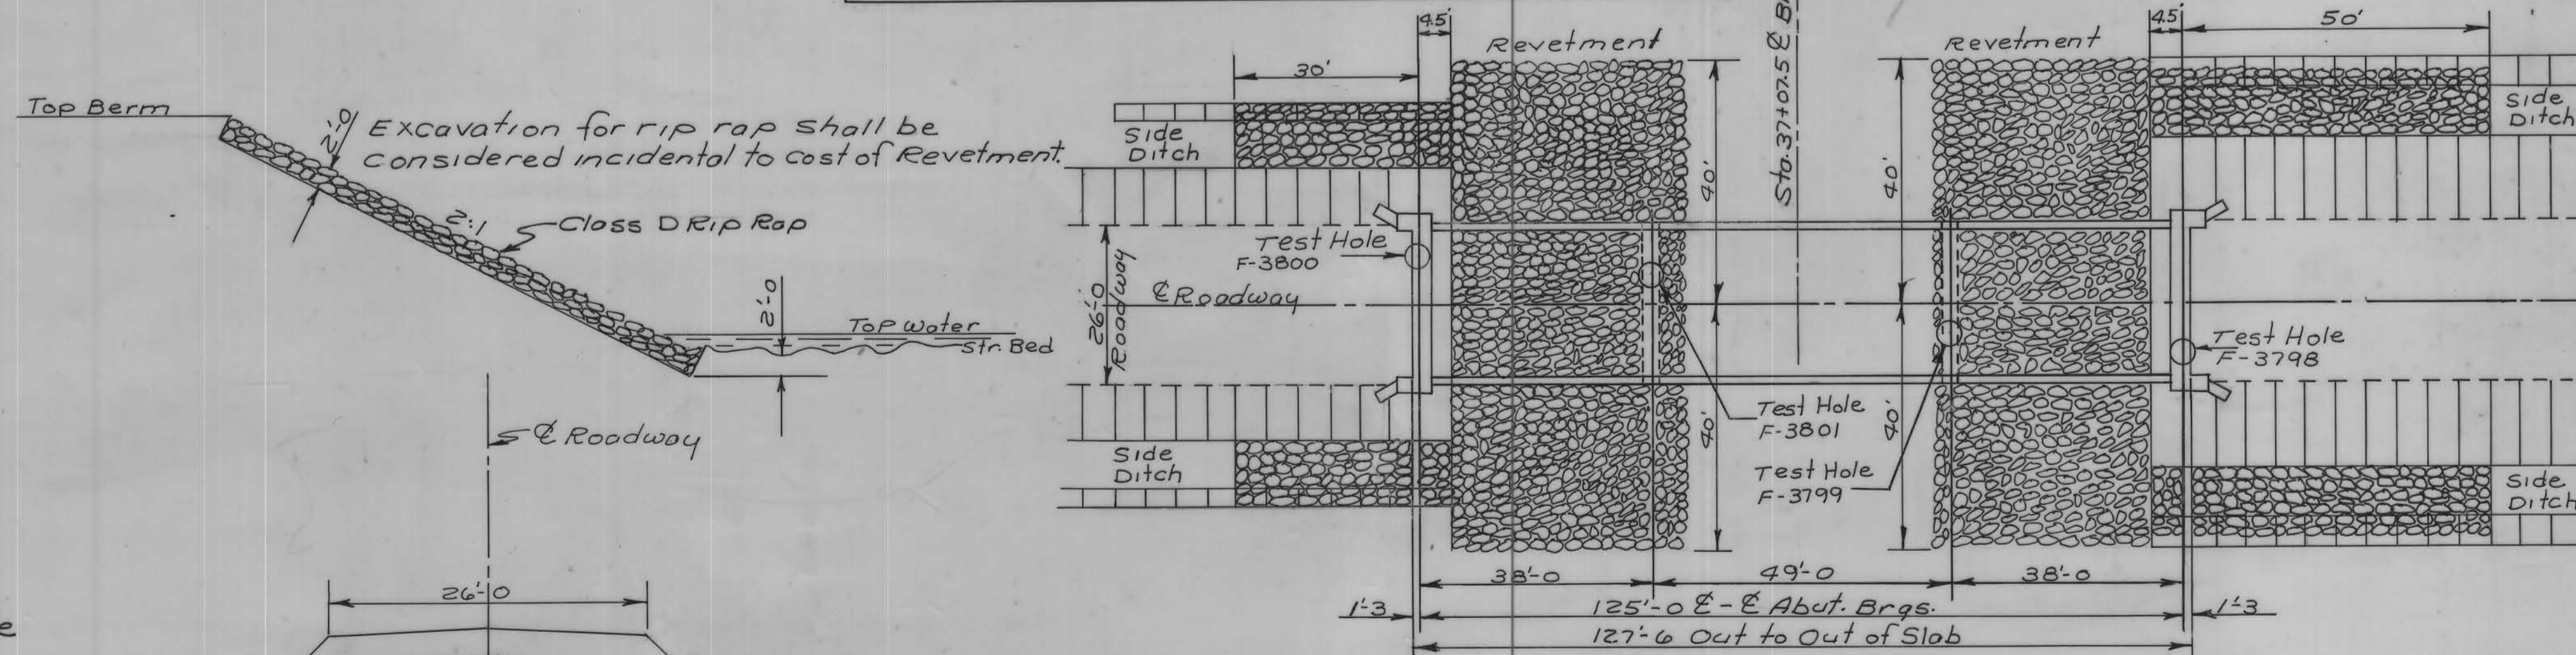 Top Berm
2'-0
Excavation for rip rap shall be
considered incidental to cost of Revetment.
2:1
Class D Rip Rap
2'-0
Top Water
Str. Bed
℄ Roadway
26'-0
e
4.5'
Revetment
30'
Side
Ditch
40'
Sta. 37+07.5 ℄ B
Revetment
40'
4.5'
50'
Side
Ditch
Test Hole
F-3800
26'-0
Roadway
℄ Roadway
Test Hole
F-3798
Side
Ditch
40'
Test Hole
F-3801
Test Hole
F-3799
40'
Side
Ditch
38'-0
49'-0
38'-0
1'-3
125'-0 ℄-℄ Abut. Brgs.
1'-3
127'-6 Out to Out of Slab